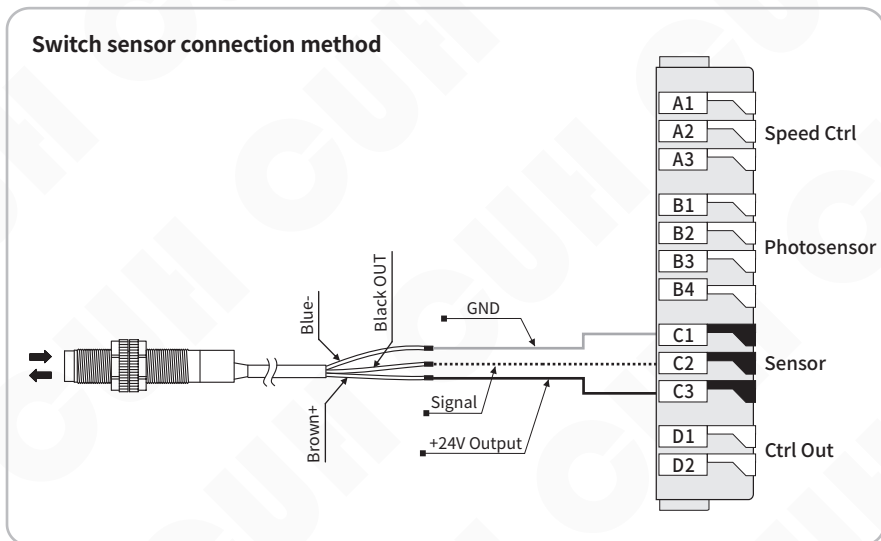 Switch sensor connection method
A1
A2
A3
Speed Ctrl
B1
B2
B3
B4
Photosensor
Blue-
Black OUT
Brown+
GND
Signal
+24V Output
C1
C2
C3
Sensor
D1
D2
Ctrl Out
CUH